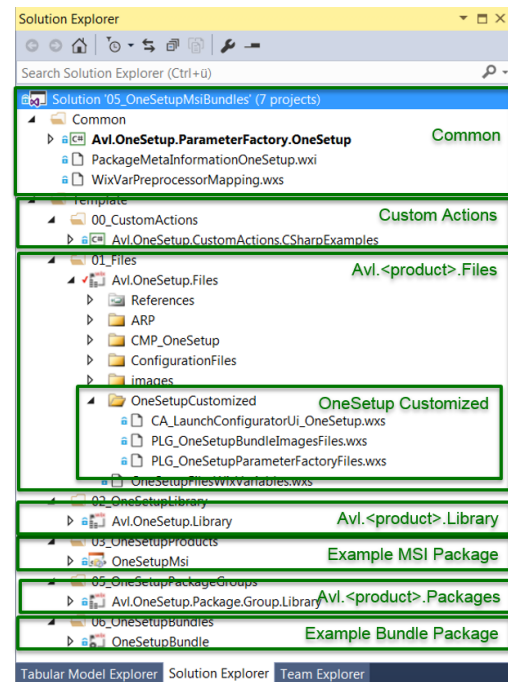 Solution Explorer
Search Solution Explorer (Ctrl+ü)
Solution '05_OneSetupMsiBundles' (7 projects)
Common
Avl.OneSetup.ParameterFactory.OneSetup
Common
PackageMetaInformationOneSetup.wxi
WixVarPreprocessorMapping.wxs
Template
00_CustomActions
Custom Actions
Avl.OneSetup.CustomActions.CSharpExamples
01_Files
Avl.<product>.Files
Avl.OneSetup.Files
References
ARP
CMP_OneSetup
ConfigurationFiles
images
OneSetupCustomized
OneSetup Customized
CA_LaunchConfiguratorUi_OneSetup.wxs
PLG_OneSetupBundleImagesFiles.wxs
PLG_OneSetupParameterFactoryFiles.wxs
OneSetupFilesWixVariables.wxs
02_OneSetupLibrary
Avl.OneSetup.Library
Avl.<product>.Library
03_OneSetupProducts
OneSetupMsi
Example MSI Package
05_OneSetupPackageGroups
Avl.OneSetup.Package.Group.Library
Avl.<product>.Packages
06_OneSetupBundles
OneSetupBundle
Example Bundle Package
Tabular Model Explorer Solution Explorer Team Explorer